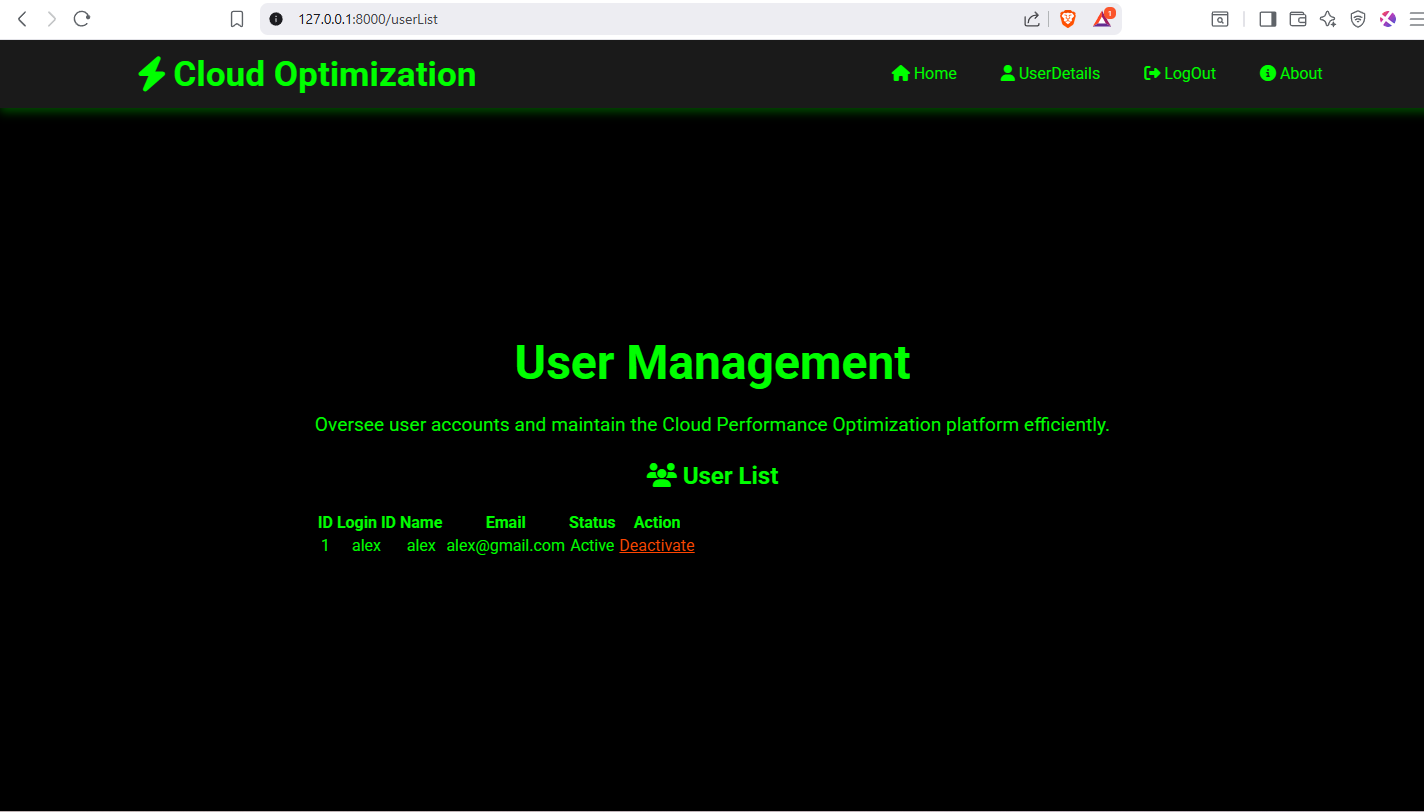 127.0.0.1:8000/userList
1
Cloud Optimization
Home UserDetails LogOut About
User Management
Oversee user accounts and maintain the Cloud Performance Optimization platform efficiently.
User List
ID Login ID Name Email Status Action
1 alex alex alex@gmail.com Active Deactivate